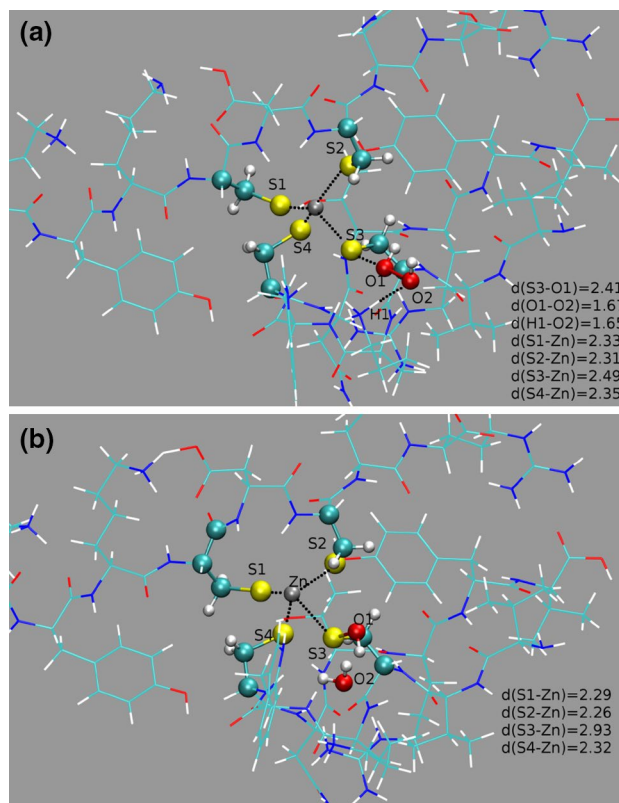 (a)
S2
S1
S3
S4
O1
O2
H1
d(S3-O1)=2.41
d(O1-O2)=1.67
d(H1-O2)=1.65
d(S1-Zn)=2.33
d(S2-Zn)=2.31
d(S3-Zn)=2.49
d(S4-Zn)=2.35
(b)
S2
S1
Zn
O1
S4
S3
O2
d(S1-Zn)=2.29
d(S2-Zn)=2.26
d(S3-Zn)=2.93
d(S4-Zn)=2.32